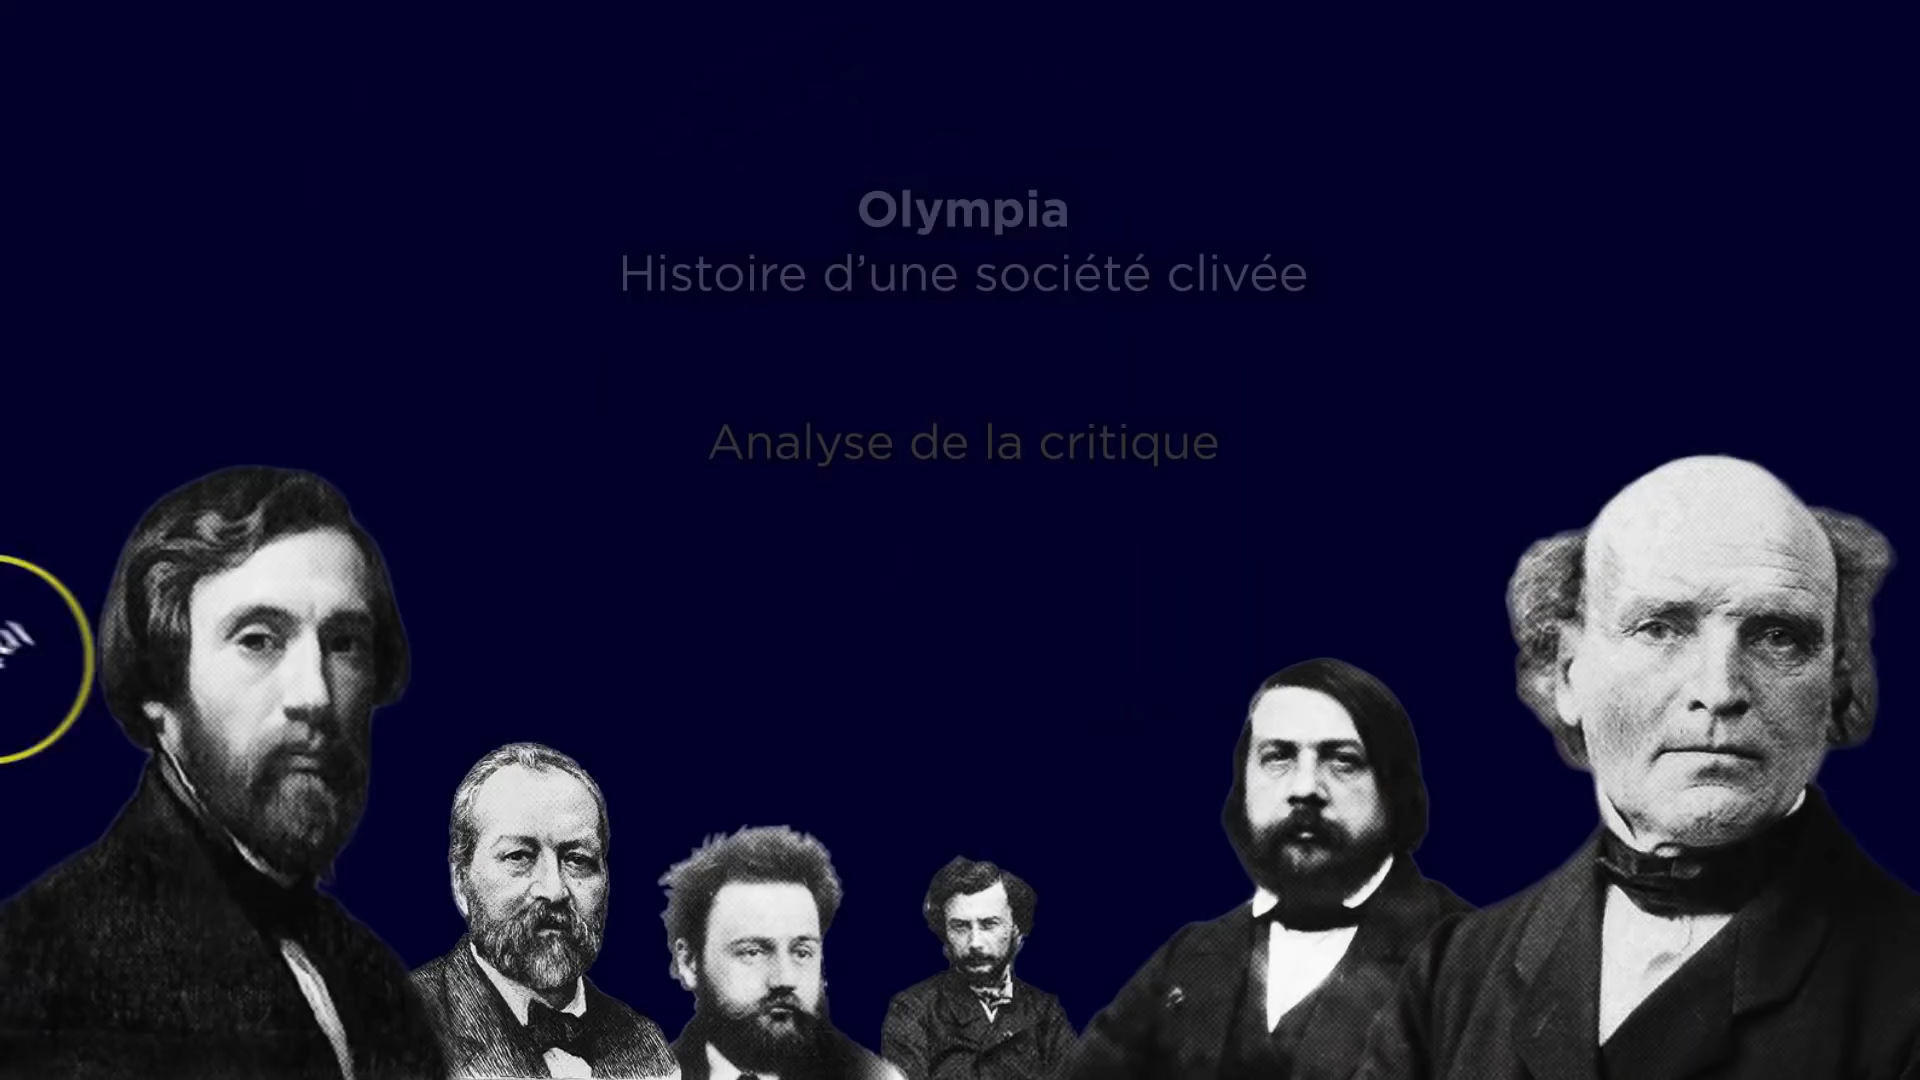 Olympia
Histoire d’une société clivée
Analyse de la critique